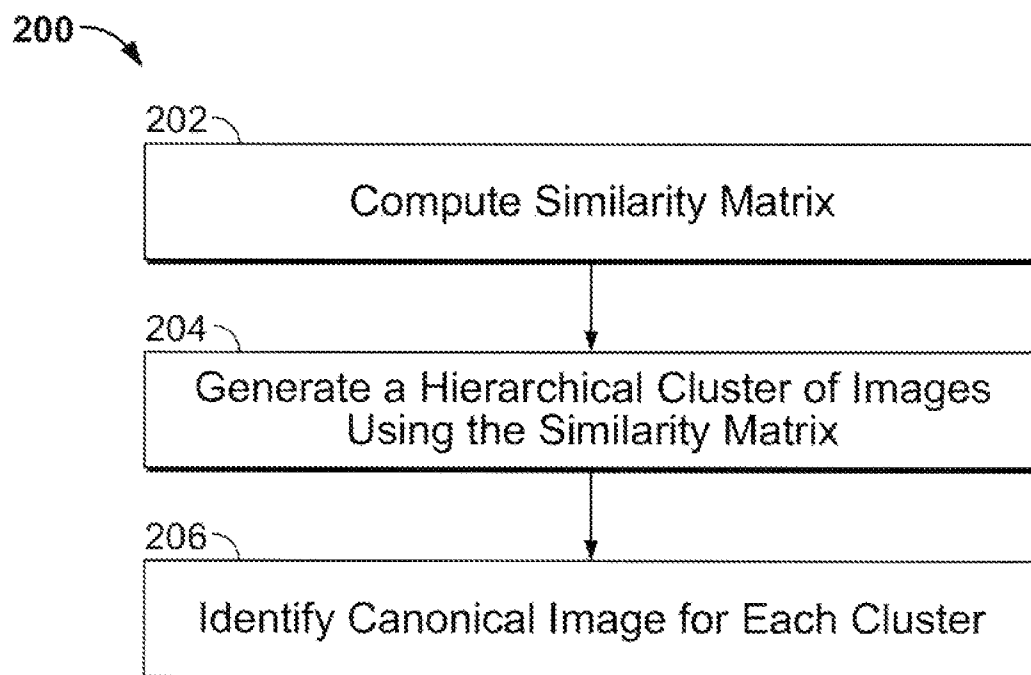 200
202
Compute Similarity Matrix
204
Generate a Hierarchical Cluster of Images
Using the Similarity Matrix
206
Identify Canonical Image for Each Cluster